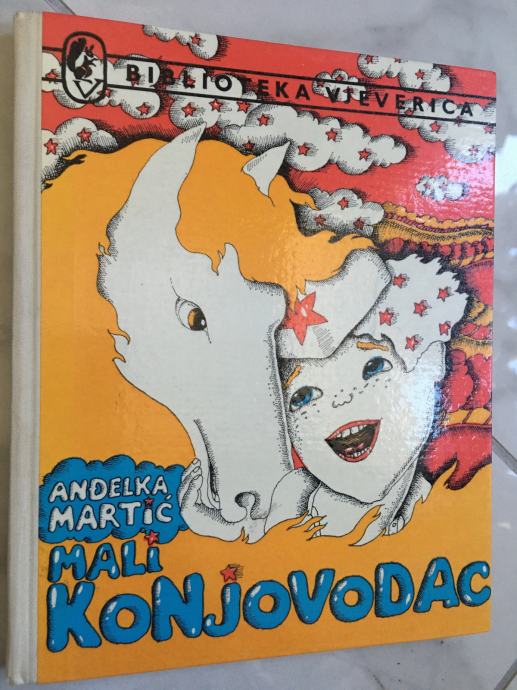 V
BIBLIOTEKA VJEVERICA
ANĐELKA
MARTIĆ
MALI
KONJOVODAC